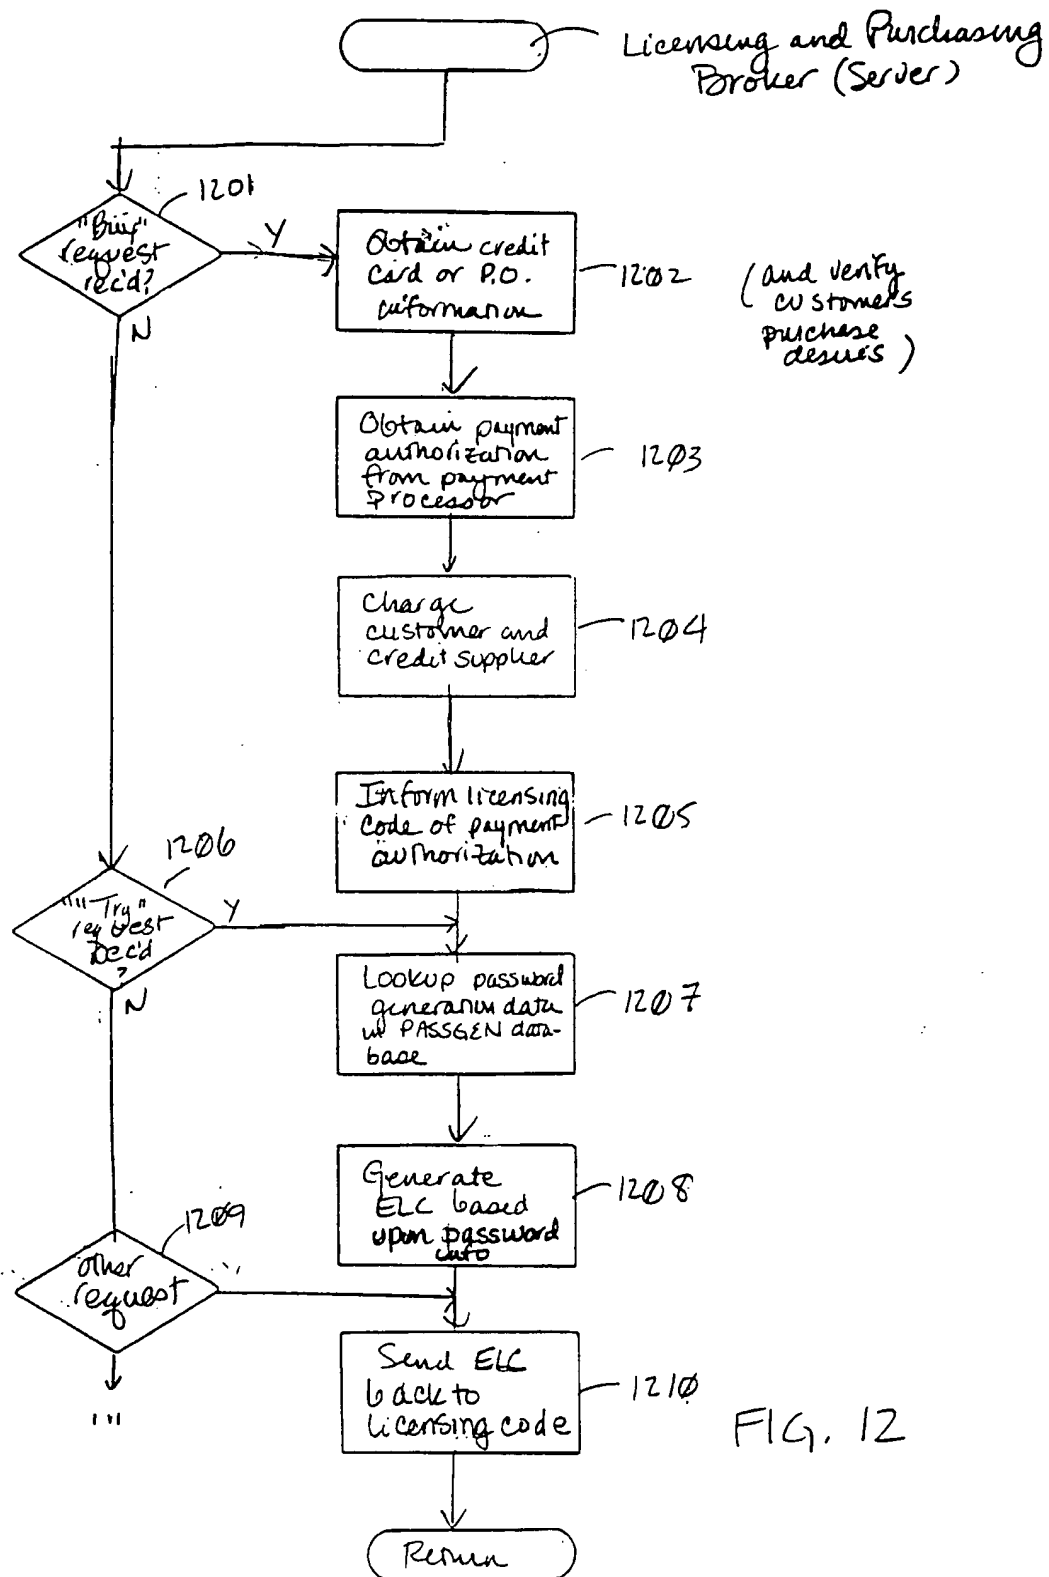 Licensing and Purchasing
Broker (Server)
1201
"Buy"
request
rec'd?
Y
N
Obtain credit
Card or P.O.
information
1202
(and verify
customers
purchase
desires)
Obtain payment
authorization
from payment
Processor
1203
Charge
customer and
credit supplier
1204
Inform licensing
code of payment
authorization
1205
1206
"Try"
request
Rec'd
?
Y
N
Lookup password
generation data
in PASSGEN data-
base
1207
Generate
ELC based
upon password
info
1208
1209
other
request
...
Send ELC
back to
licensing code
1210
FIG. 12
Return